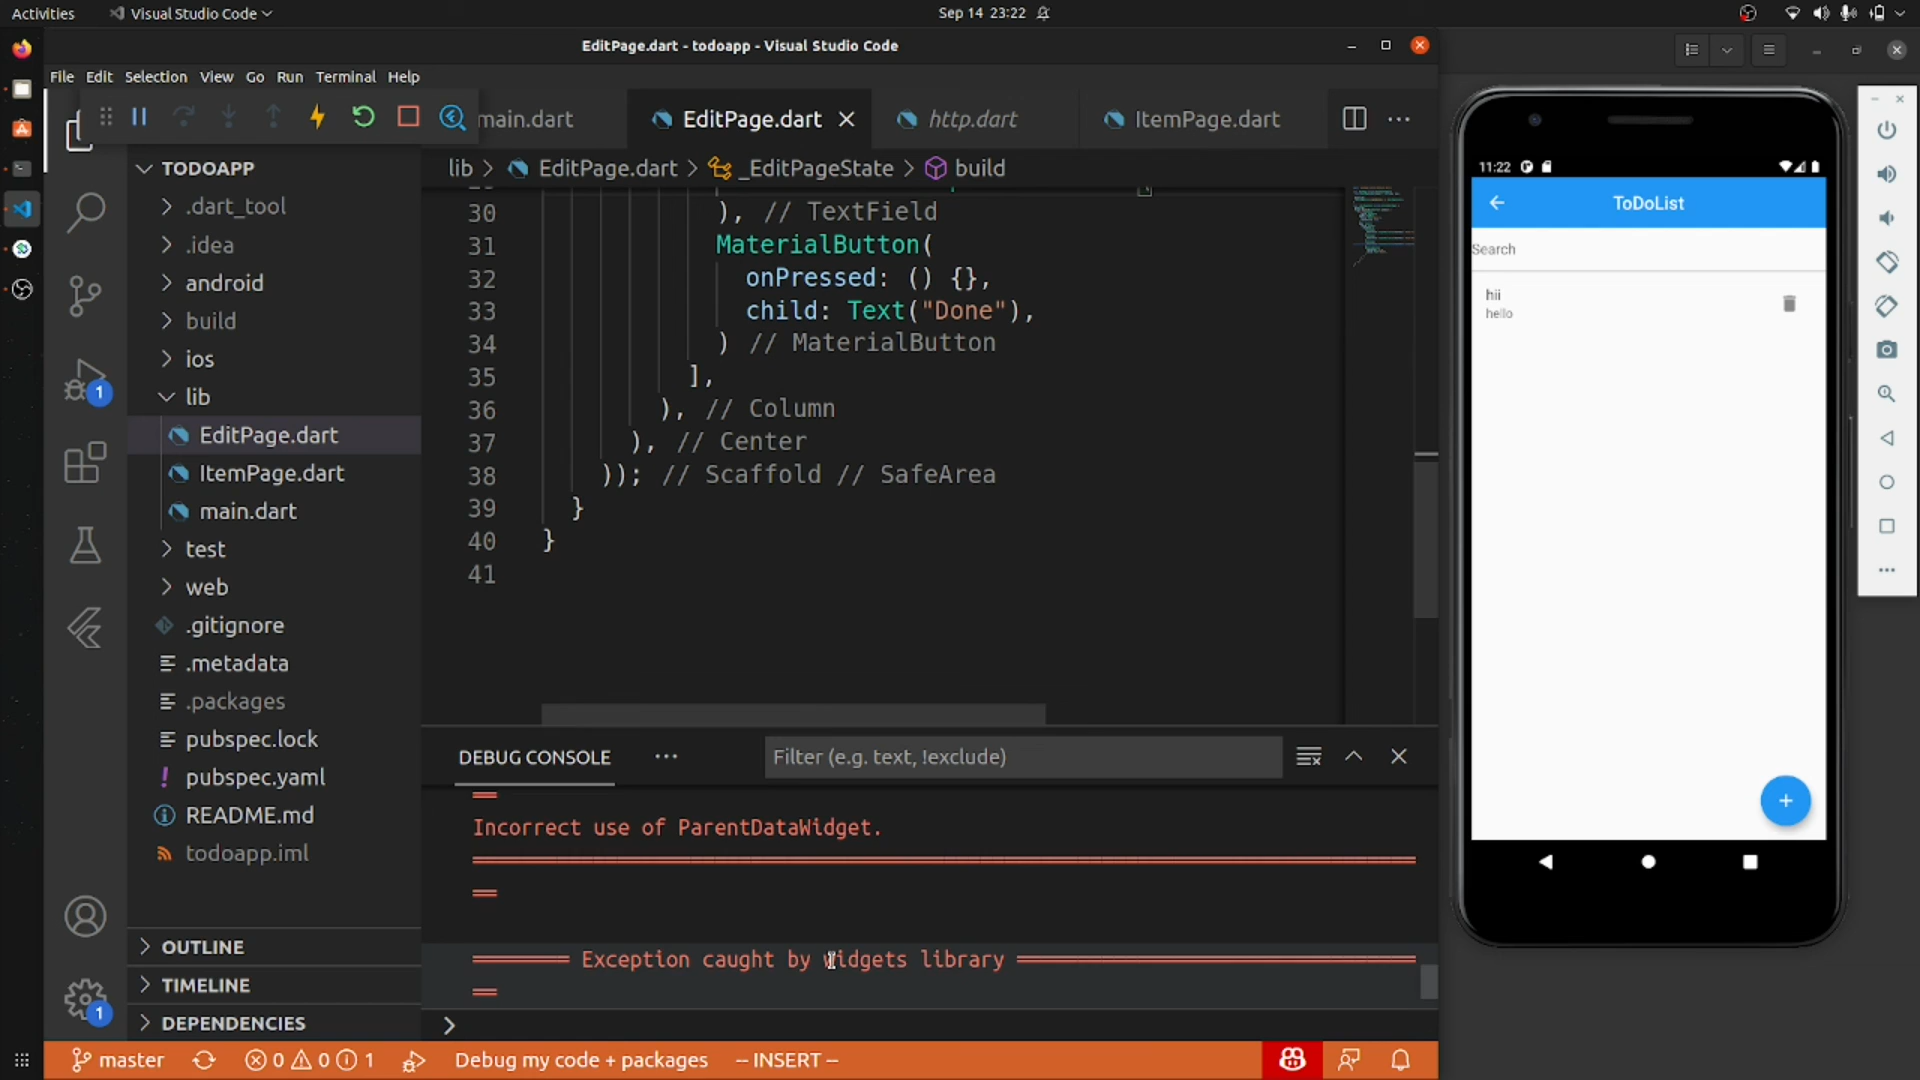 Activities
Visual Studio Code
Sep 14 23:22
EditPage.dart - todoapp - Visual Studio Code
File Edit Selection View Go Run Terminal Help
main.dart
EditPage.dart
http.dart
ItemPage.dart
lib > EditPage.dart > _EditPageState > build
TODOAPP
.dart_tool
.idea
android
build
ios
lib
EditPage.dart
ItemPage.dart
main.dart
test
web
.gitignore
.metadata
.packages
pubspec.lock
pubspec.yaml
README.md
todoapp.iml
OUTLINE
TIMELINE
DEPENDENCIES
1
1
30 ), // TextField
31 MaterialButton(
32 onPressed: () {},
33 child: Text("Done"),
34 ) // MaterialButton
35 ],
36 ), // Column
37 ), // Center
38 )); // Scaffold // SafeArea
39 }
40 }
41
DEBUG CONSOLE
Filter (e.g. text, !exclude)
Incorrect use of ParentDataWidget.
Exception caught by widgets library
master
0 0 1
Debug my code + packages
-- INSERT --
11:22
ToDoList
Search
hii
hello